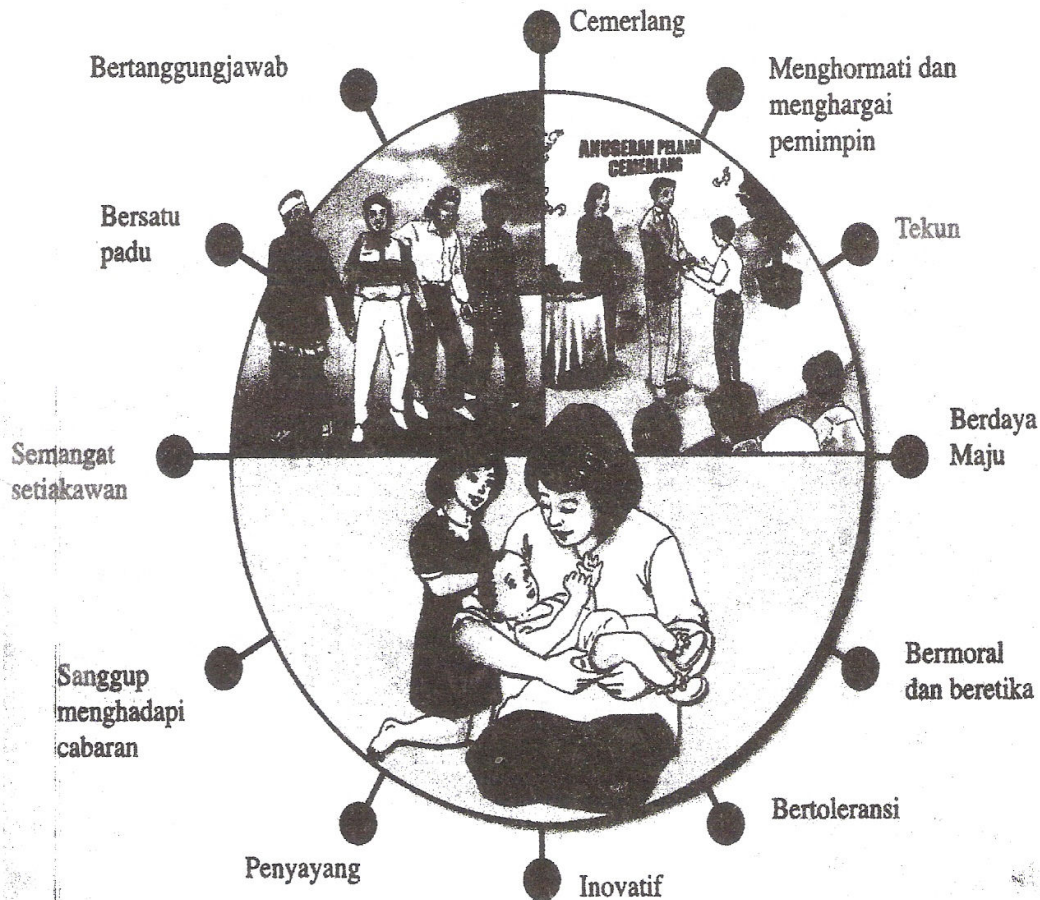 Cemerlang
Menghormati dan
menghargai
pemimpin
Tekun
Berdaya
Maju
Bermoral
dan beretika
Bertoleransi
Inovatif
Penyayang
Sanggup
menghadapi
cabaran
Semangat
setiakawan
Bersatu
padu
Bertanggungjawab
ANUGERAH PELAJAR
CEMERLANG